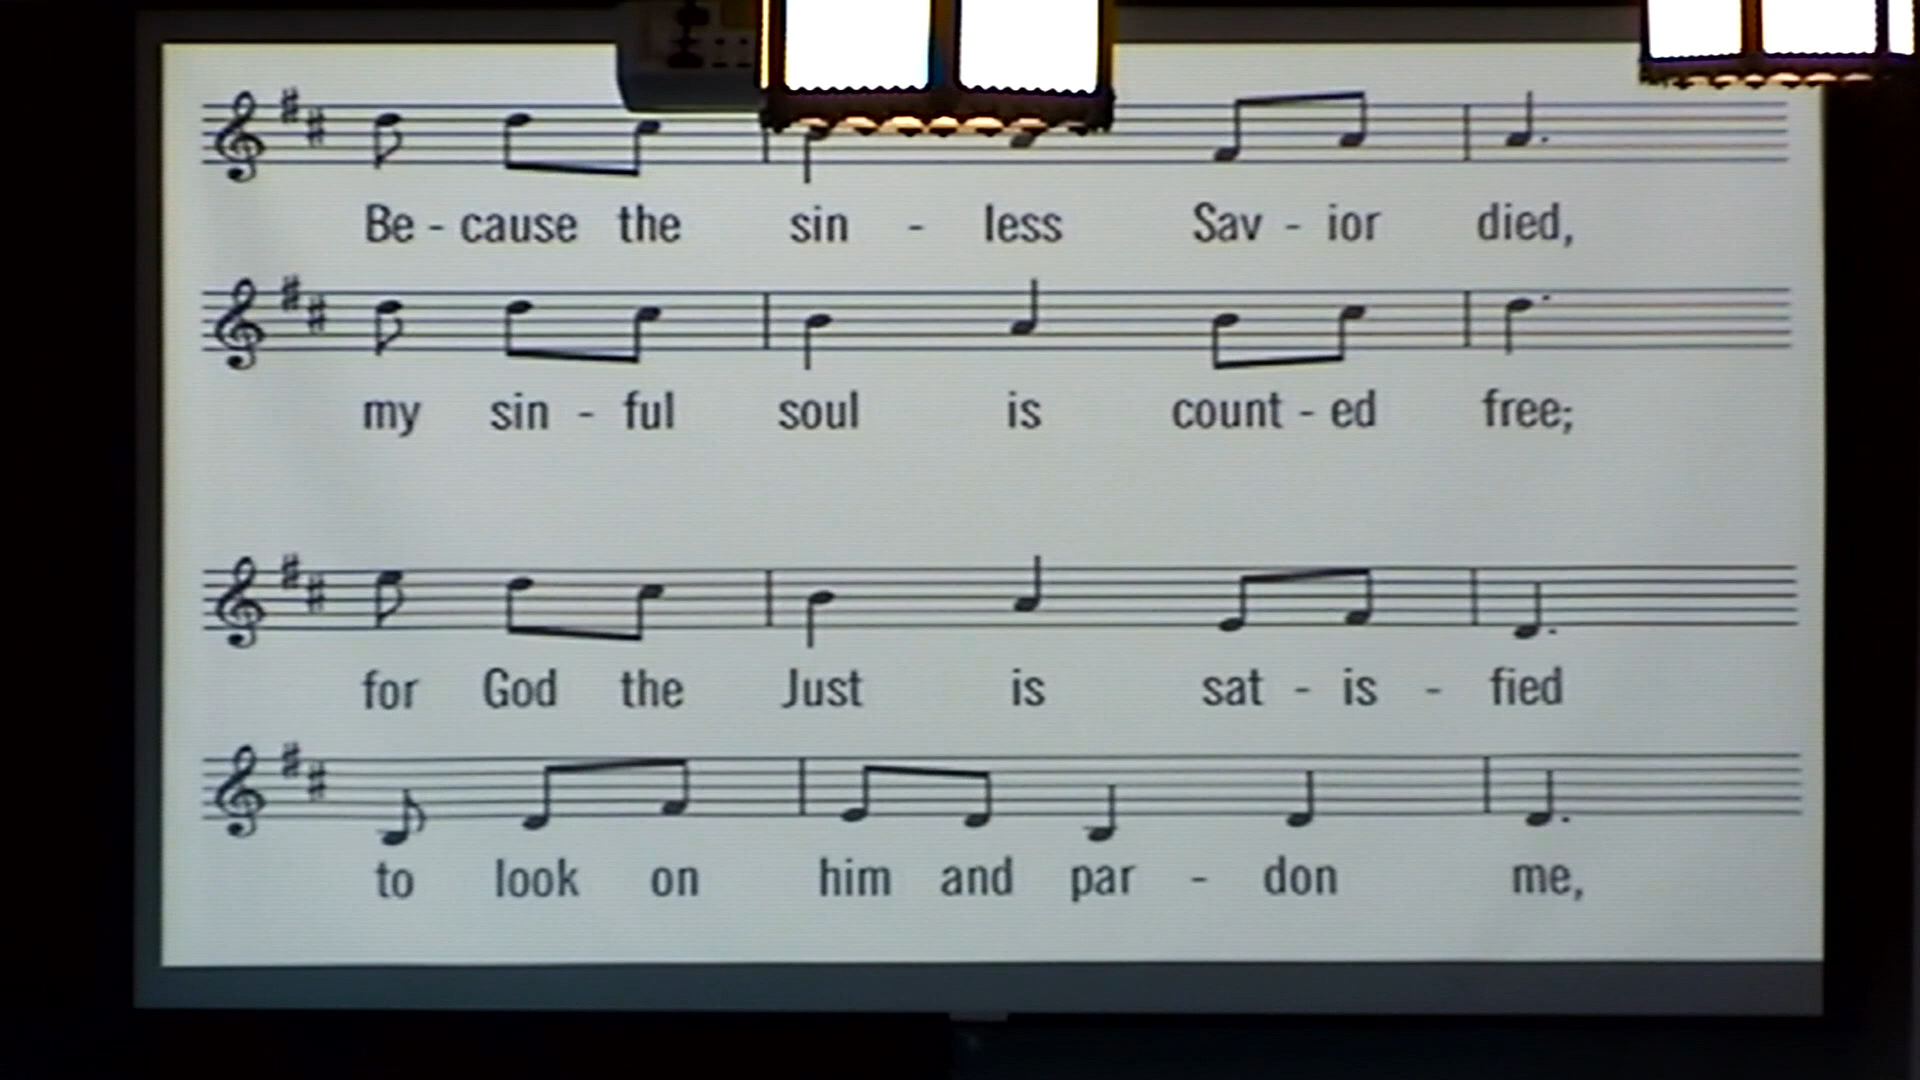 Be - cause the sin - less Sav - ior died,
my sin - ful soul is count - ed free;
for God the Just is sat - is - fied
to look on him and par - don me,